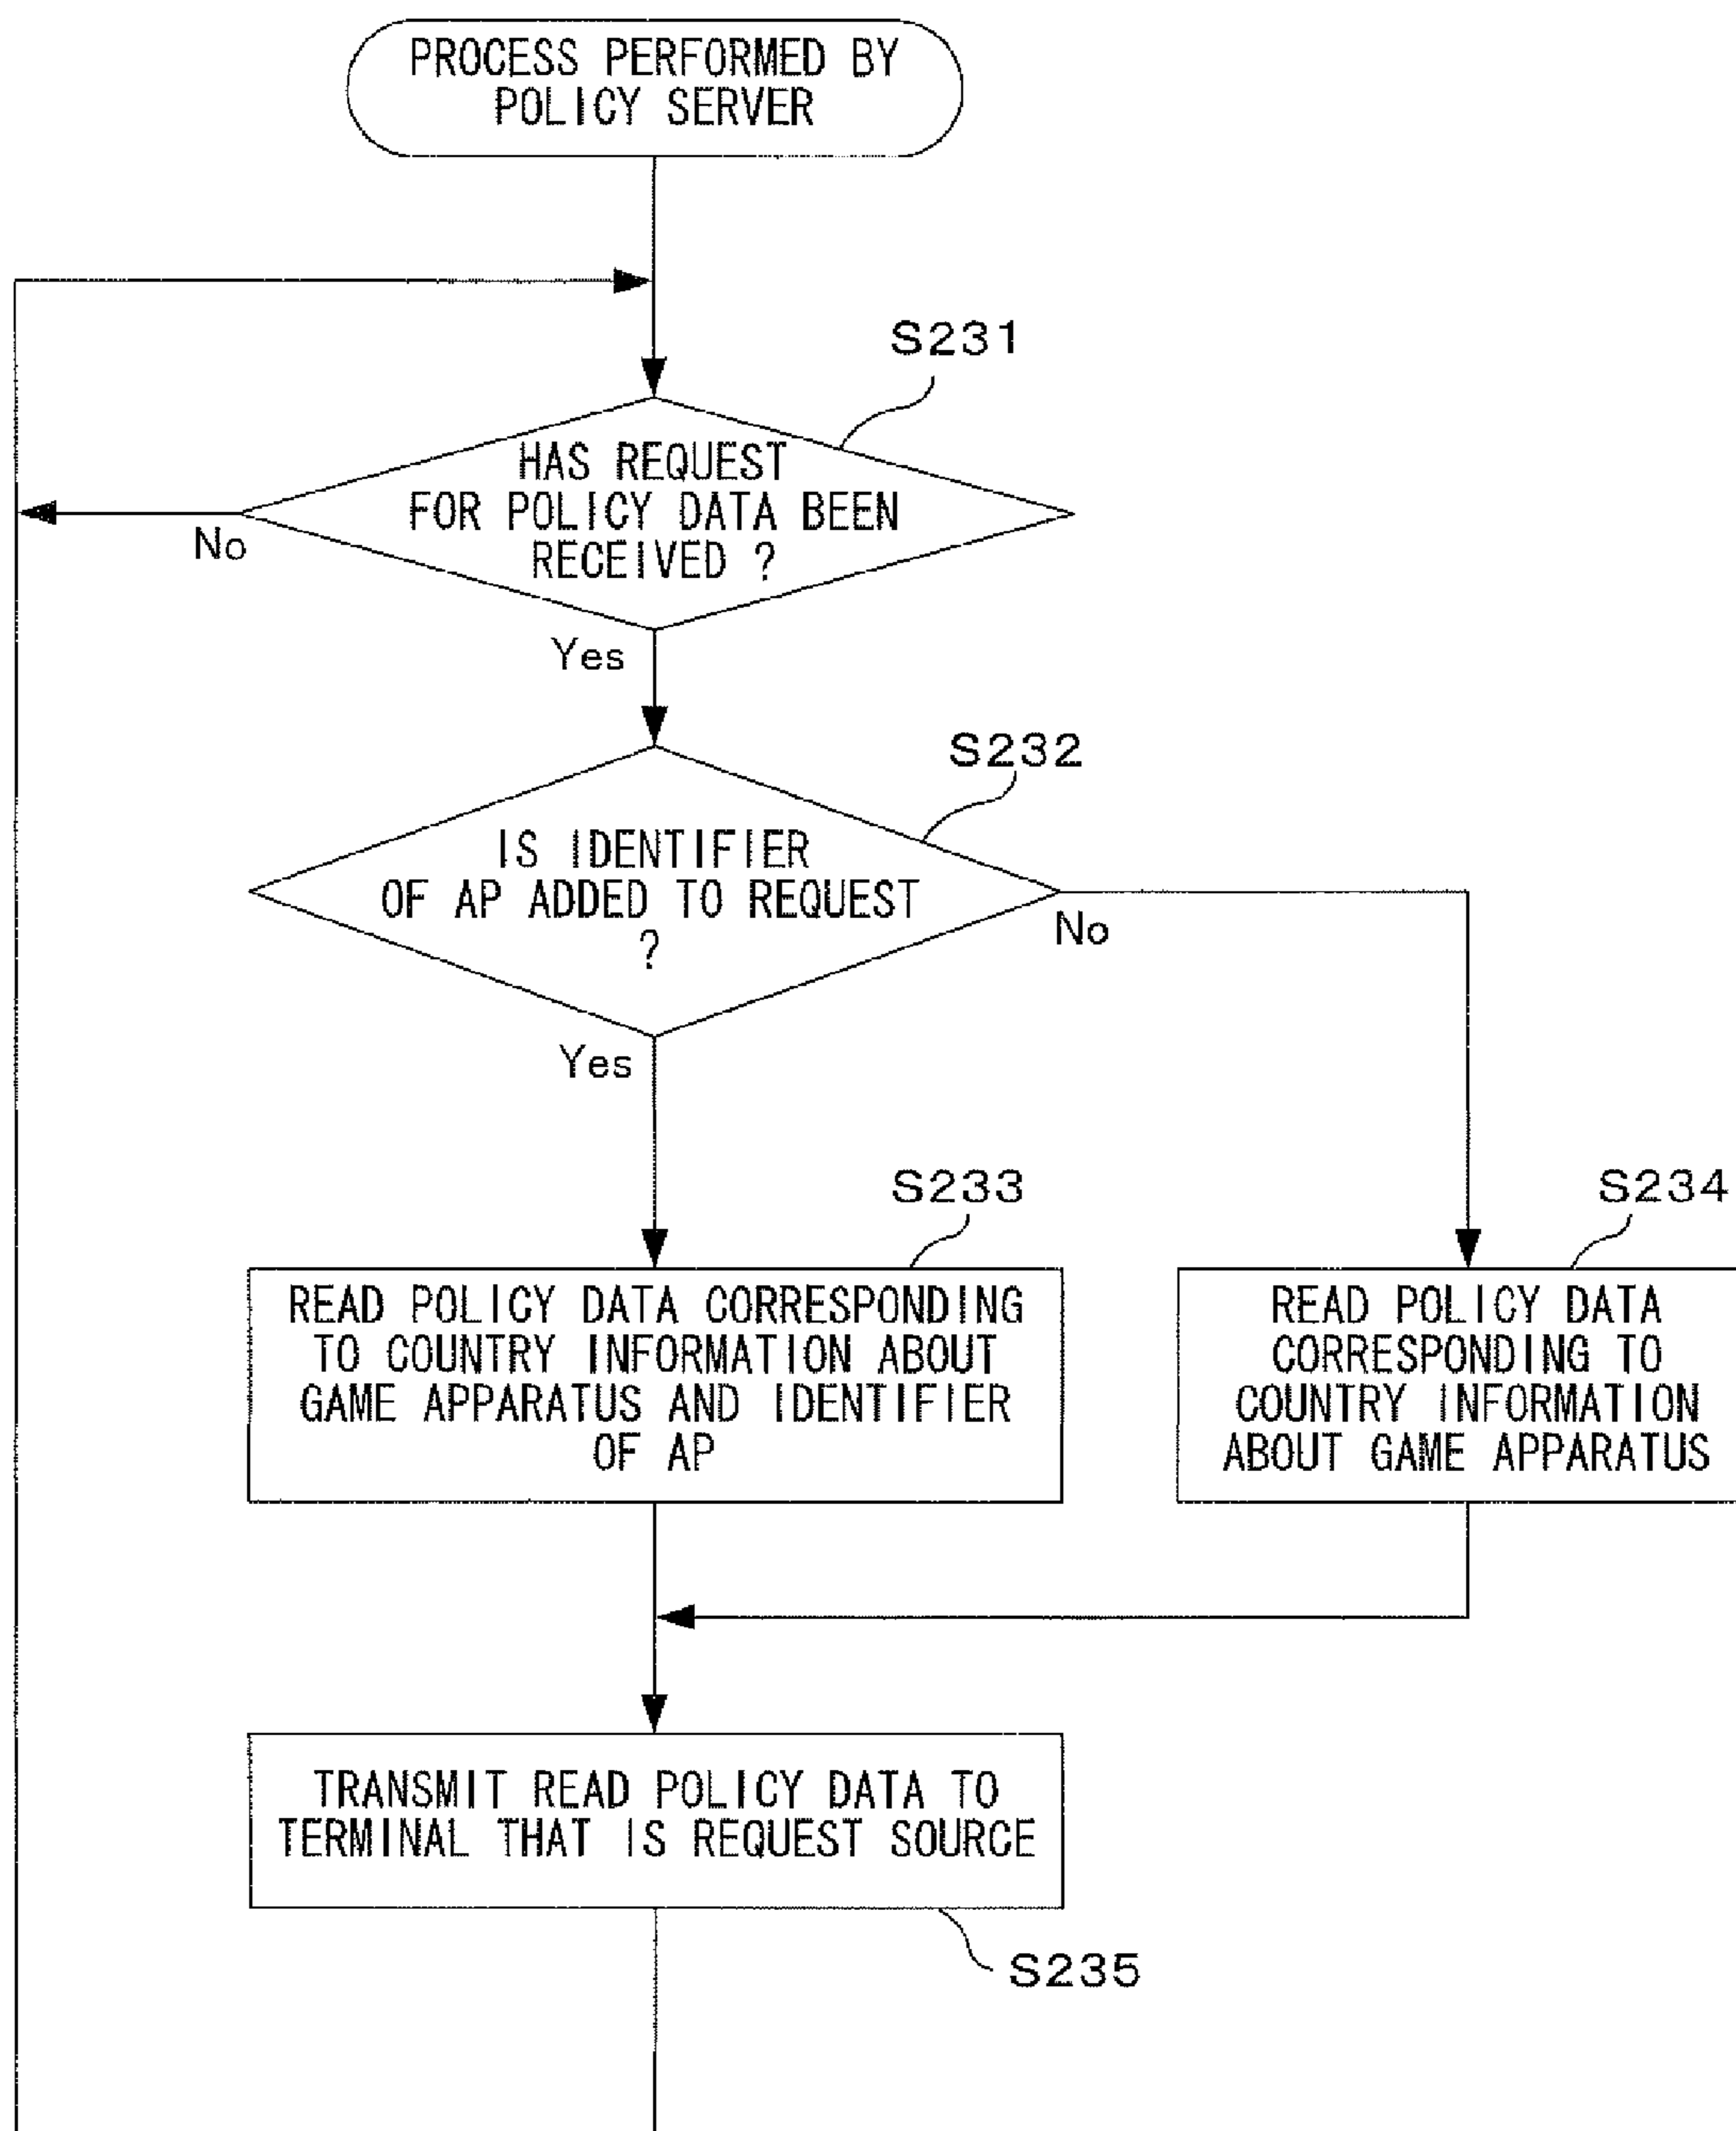 PROCESS PERFORMED BY
POLICY SERVER
S231
HAS REQUEST
FOR POLICY DATA BEEN
RECEIVED ?
No
Yes
S232
IS IDENTIFIER
OF AP ADDED TO REQUEST
?
No
Yes
S233
READ POLICY DATA CORRESPONDING
TO COUNTRY INFORMATION ABOUT
GAME APPARATUS AND IDENTIFIER
OF AP
S234
READ POLICY DATA
CORRESPONDING TO
COUNTRY INFORMATION
ABOUT GAME APPARATUS
TRANSMIT READ POLICY DATA TO
TERMINAL THAT IS REQUEST SOURCE
S235